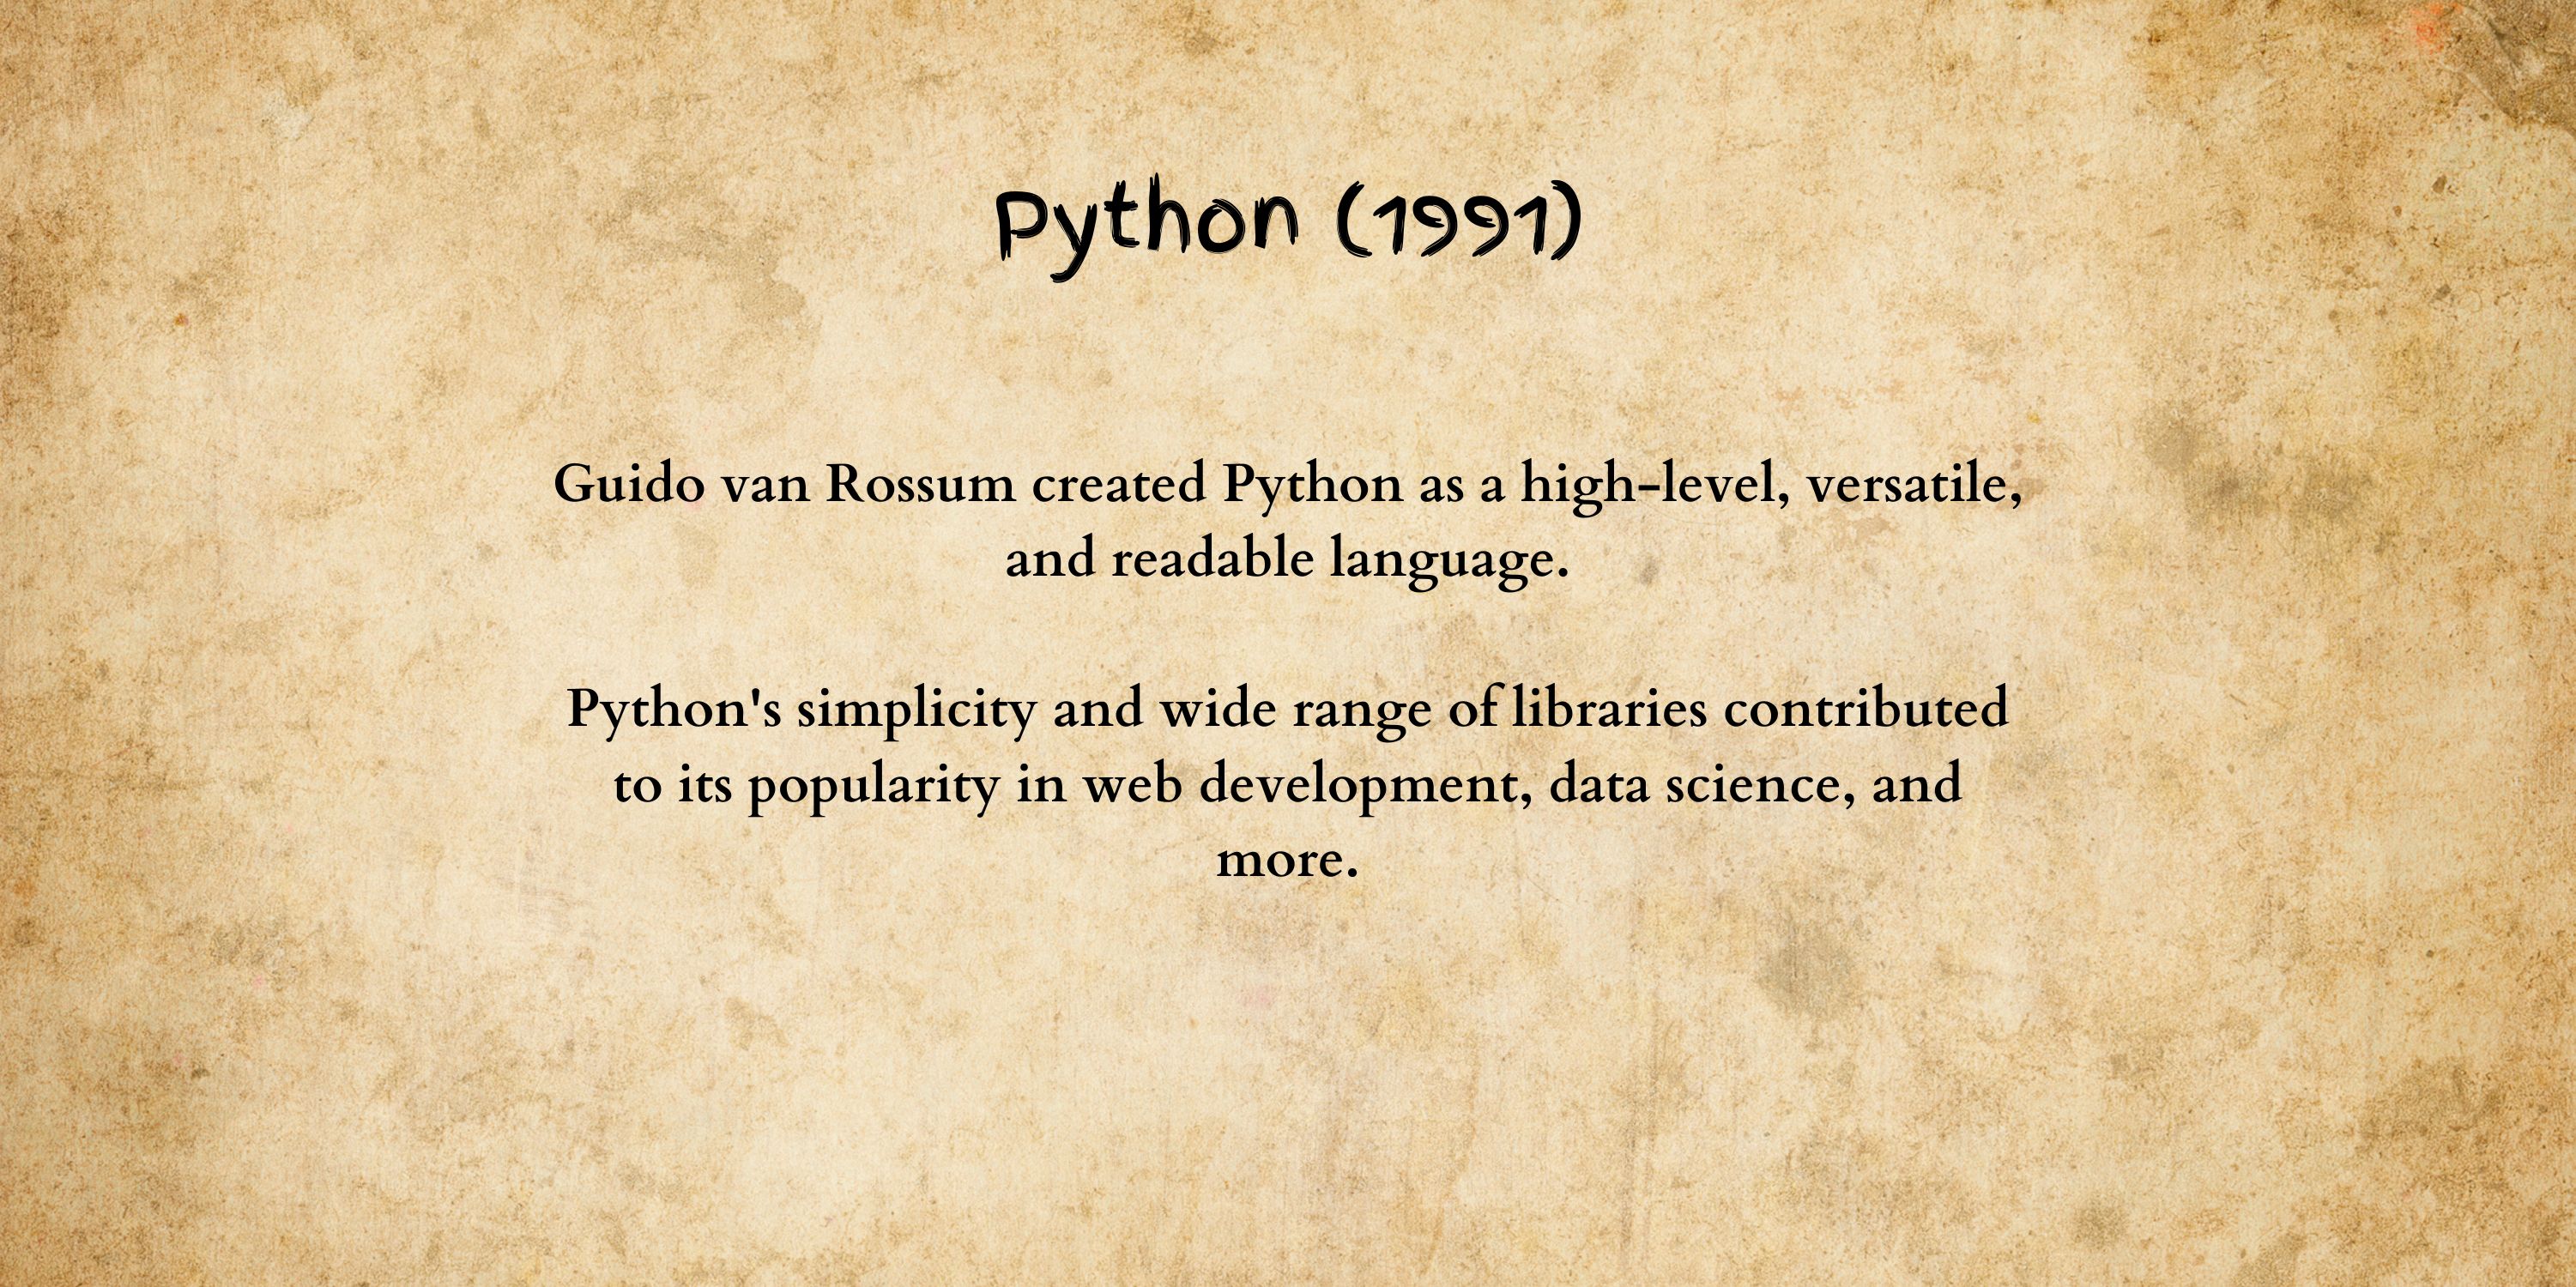 Python (1991)
Guido van Rossum created Python as a high-level, versatile,
and readable language.
Python's simplicity and wide range of libraries contributed
to its popularity in web development, data science, and
more.